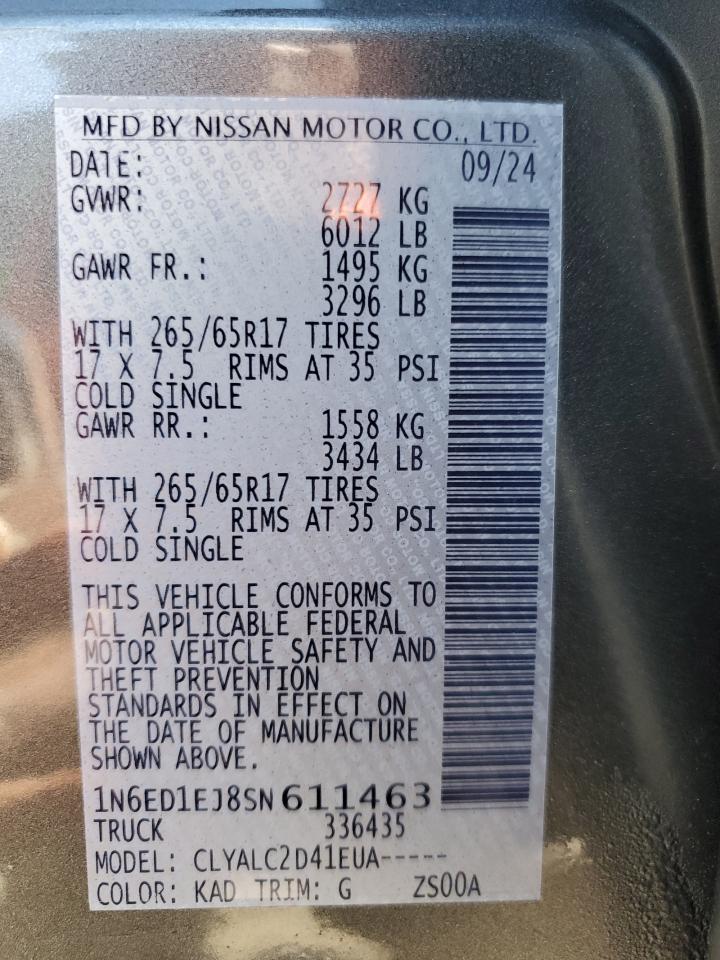 MFD BY NISSAN MOTOR CO., LTD.
DATE: 09/24
GVWR: 2727 KG
6012 LB
GAWR FR.: 1495 KG
3296 LB
WITH 265/65R17 TIRES
17 X 7.5 RIMS AT 35 PSI
COLD SINGLE
GAWR RR.: 1558 KG
3434 LB
WITH 265/65R17 TIRES
17 X 7.5 RIMS AT 35 PSI
COLD SINGLE
THIS VEHICLE CONFORMS TO
ALL APPLICABLE FEDERAL
MOTOR VEHICLE SAFETY AND
THEFT PREVENTION
STANDARDS IN EFFECT ON
THE DATE OF MANUFACTURE
SHOWN ABOVE.
1N6ED1EJ8SN611463
TRUCK 336435
MODEL: CLYALC2D41EUA-----
COLOR: KAD TRIM: G ZS00A